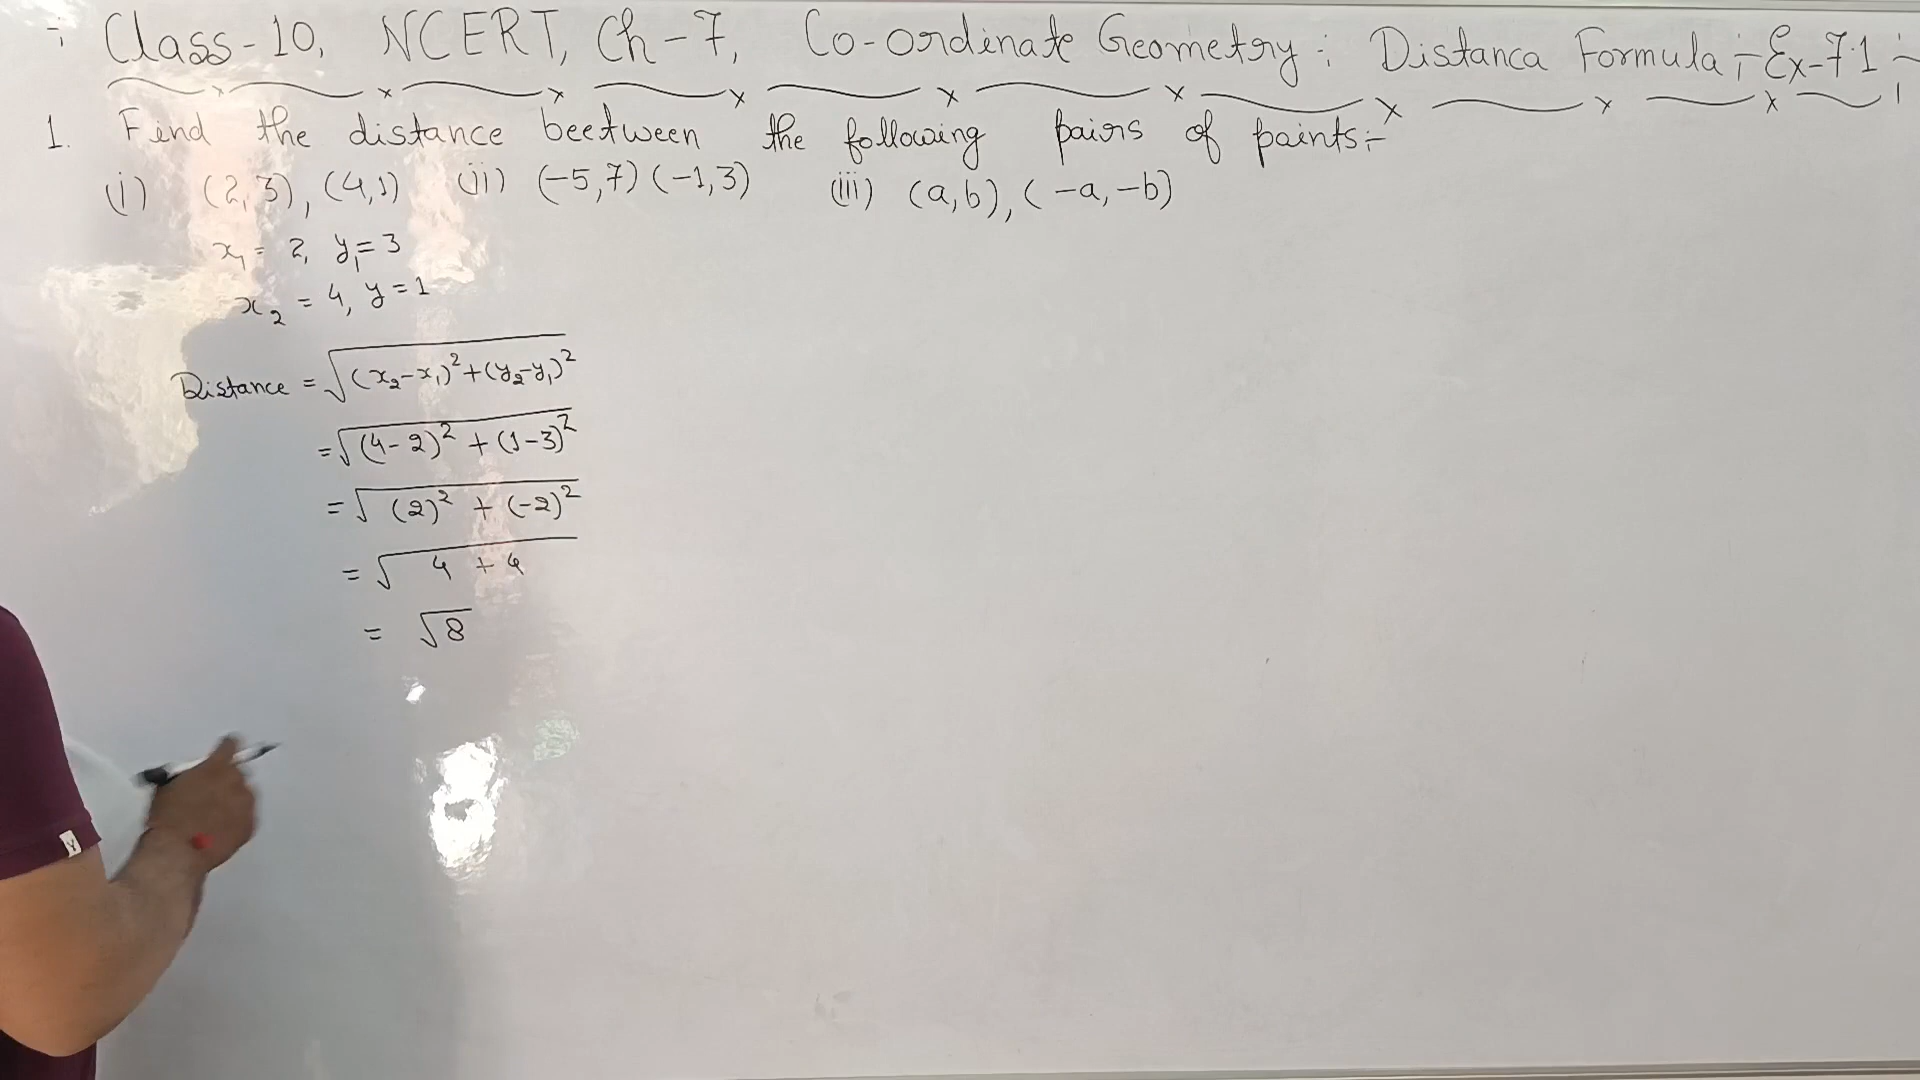 :- Class-10, NCERT, Ch-7, Co-ordinate Geometry: Distanca Formula :- Ex-7.1 :-
1. Find the distance beetween the following pairs of paints:-
(i) (2,3), (4,1) (ii) (-5,7) (-1,3) (iii) (a,b), (-a,-b)
x₁ = 2, y₁ = 3
x₂ = 4, y = 1
Distance = √(x₂-x₁)²+(y₂-y₁)²
= √(4-2)² + (1-3)²
= √(2)² + (-2)²
= √4 + 4
= √8